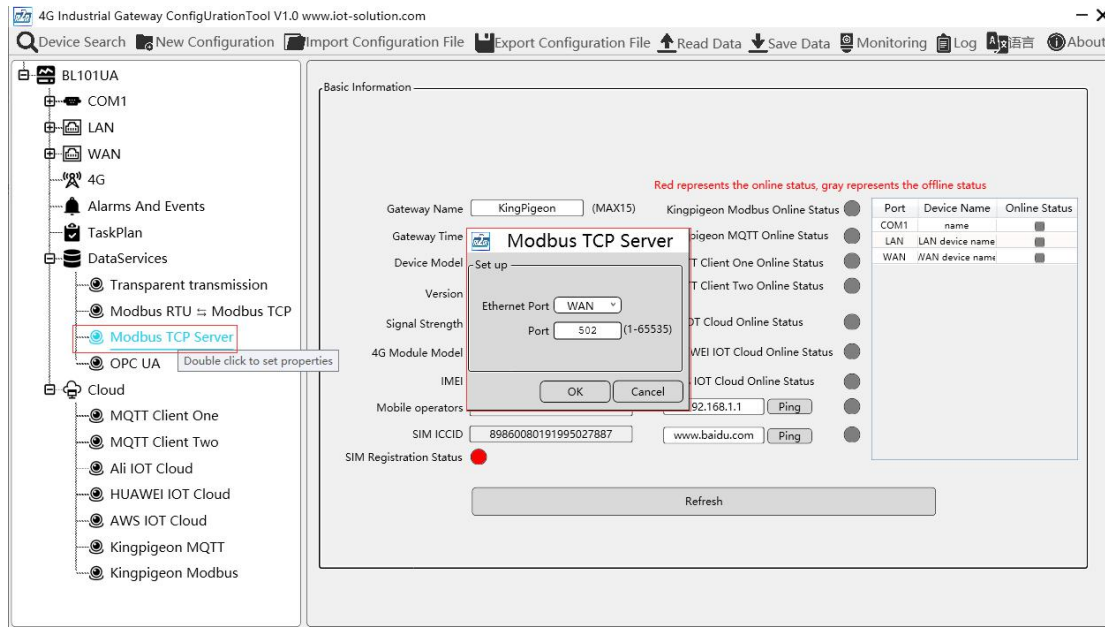 4G Industrial Gateway ConfigUrationTool V1.0 www.iot-solution.com
Device Search New Configuration Import Configuration File Export Configuration File Read Data Save Data Monitoring Log 语言 About
BL101UA
COM1
LAN
WAN
4G
Alarms And Events
TaskPlan
DataServices
Transparent transmission
Modbus RTU ⇆ Modbus TCP
Modbus TCP Server
OPC UA
Double click to set properties
Cloud
MQTT Client One
MQTT Client Two
Ali IOT Cloud
HUAWEI IOT Cloud
AWS IOT Cloud
Kingpigeon MQTT
Kingpigeon Modbus
Basic Information
Red represents the online status, gray represents the offline status
Gateway Name KingPigeon (MAX15)
Gateway Time
Device Model
Version
Signal Strength
4G Module Model
IMEI
Mobile operators
SIM ICCID 89860080191995027887
SIM Registration Status
Modbus TCP Server
Set up
Ethernet Port WAN
Port 502 (1-65535)
OK Cancel
Kingpigeon Modbus Online Status
pigeon MQTT Online Status
T Client One Online Status
T Client Two Online Status
OT Cloud Online Status
WEI IOT Cloud Online Status
IOT Cloud Online Status
92.168.1.1 Ping
www.baidu.com Ping
Port Device Name Online Status
COM1 name
LAN LAN device name
WAN WAN device name
Refresh